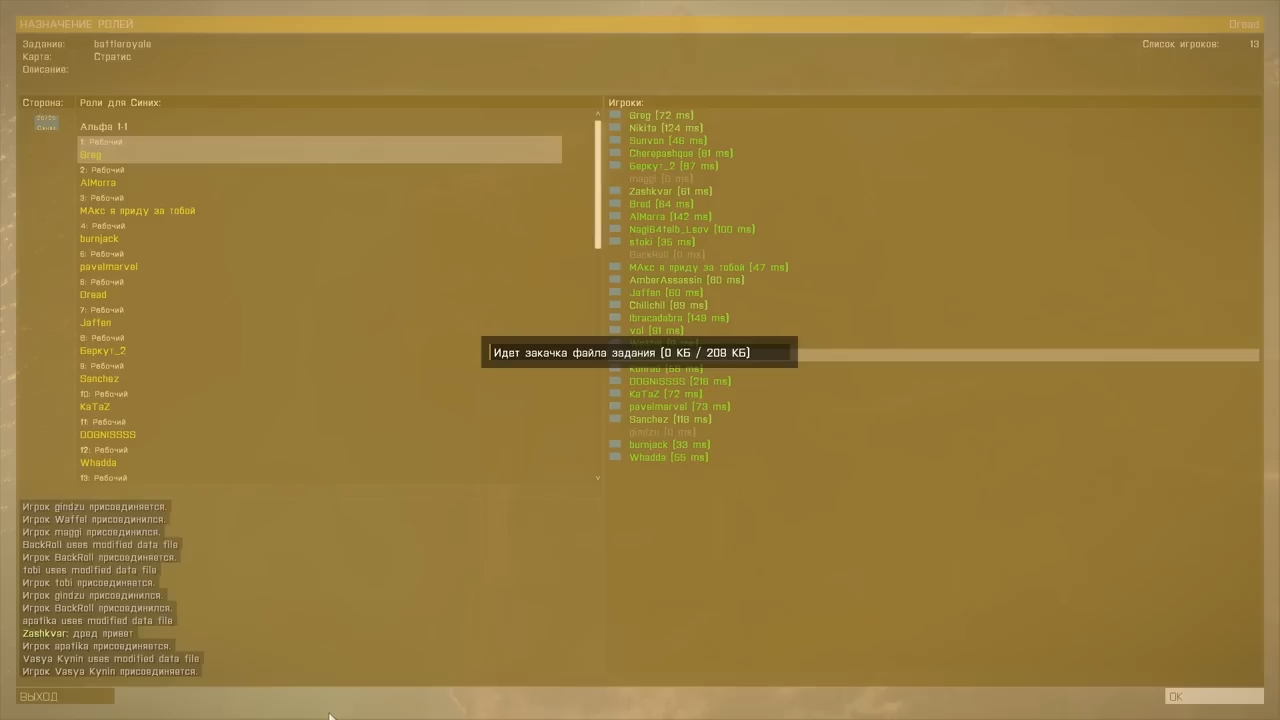 НАЗНАЧЕНИЕ РОЛЕЙ
Dread
Задание: battleroyale
Список игроков: 13
Карта: Стратис
Описание:
Сторона:
Роли для Синих:
Альфа 1-1
1: Рабочий
Greg
2: Рабочий
AlMorra
3: Рабочий
МАкс я приду за тобой
4: Рабочий
burnjack
6: Рабочий
pavelmarvel
8: Рабочий
Dread
7: Рабочий
Jaffen
8: Рабочий
Беркут_2
9: Рабочий
Sanchez
10: Рабочий
KaTaZ
11: Рабочий
DOGNISSSS
12: Рабочий
Whadda
13: Рабочий
Игроки:
Greg [72 ms]
Nikita [124 ms]
Sunvan [46 ms]
Cherepashque [81 ms]
Беркут_2 [87 ms]
maggi [0 ms]
Zashkvar [61 ms]
Bred [64 ms]
AlMorra [142 ms]
Nagi64telb_Lsov [100 ms]
stoki [35 ms]
BackRoll [0 ms]
МАкс я приду за тобой [47 ms]
AmberAssassin [80 ms]
Jaffen [60 ms]
Chilichil [89 ms]
Ibracadabra [149 ms]
vol [91 ms]
Идет закачка файла задания [0 КБ / 208 КБ]
DOGNISSSS [218 ms]
KaTaZ [72 ms]
pavelmarvel [73 ms]
Sanchez [118 ms]
gindzu [0 ms]
burnjack [33 ms]
Whadda [55 ms]
Игрок gindzu присоединяется.
Игрок Waffel присоединился.
Игрок maggi присоединился.
BackRoll uses modified data file
Игрок BackRoll присоединяется.
tobi uses modified data file
Игрок tobi присоединяется.
Игрок gindzu присоединился.
Игрок BackRoll присоединился.
apatika uses modified data file
Zashkvar: дред привет
Игрок apatika присоединяется.
Vasya Kynin uses modified data file
Игрок Vasya Kynin присоединяется.
ВЫХОД
OK